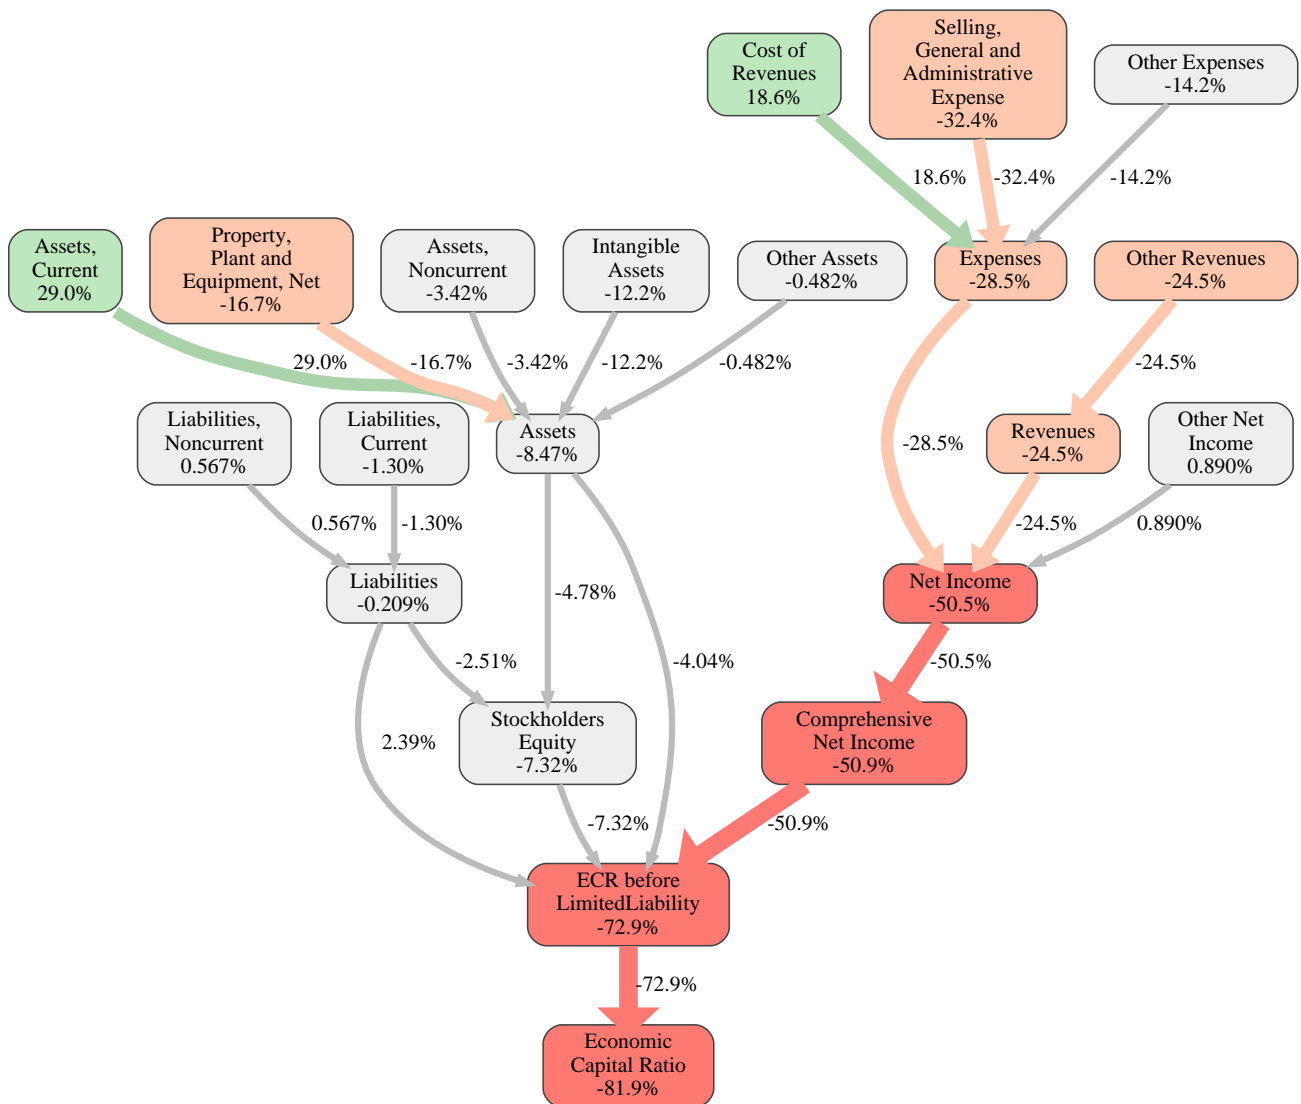 Cost of
Revenues
18.6%
Selling,
General and
Administrative
Expense
-32.4%
Other Expenses
-14.2%
18.6%
-32.4%
-14.2%
Assets,
Current
29.0%
Property,
Plant and
Equipment, Net
-16.7%
Assets,
Noncurrent
-3.42%
Intangible
Assets
-12.2%
Other Assets
-0.482%
Expenses
-28.5%
Other Revenues
-24.5%
29.0%
-16.7%
-3.42%
-12.2%
-0.482%
-24.5%
Liabilities,
Noncurrent
0.567%
Liabilities,
Current
-1.30%
Assets
-8.47%
-28.5%
Revenues
-24.5%
Other Net
Income
0.890%
0.567%
-1.30%
-24.5%
0.890%
Liabilities
-0.209%
-4.78%
Net Income
-50.5%
-2.51%
-4.04%
-50.5%
2.39%
Stockholders
Equity
-7.32%
Comprehensive
Net Income
-50.9%
-7.32%
-50.9%
ECR before
LimitedLiability
-72.9%
-72.9%
Economic
Capital Ratio
-81.9%